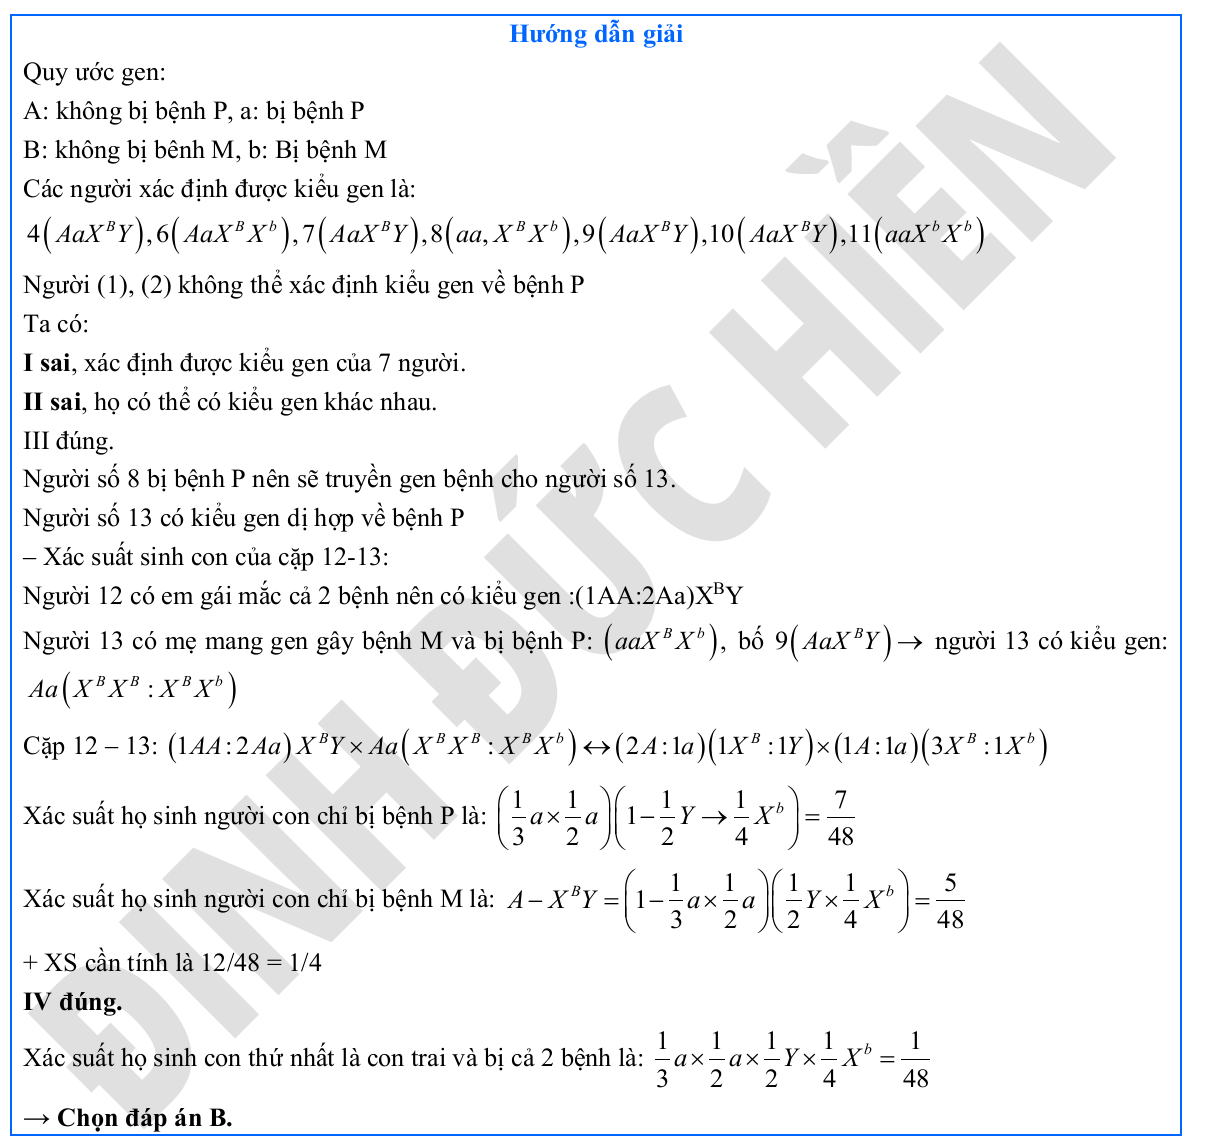 Hướng dẫn giải
Quy ước gen:
A: không bị bệnh P, a: bị bệnh P
B: không bị bênh M, b: Bị bệnh M
Các người xác định được kiểu gen là:
4(AaX^BY),6(AaX^BX^b),7(AaX^BY),8(aa,X^BX^b),9(AaX^BY),10(AaX^BY),11(aaX^bX^b)
Người (1), (2) không thể xác định kiểu gen về bệnh P
Ta có:
I sai, xác định được kiểu gen của 7 người.
II sai, họ có thể có kiểu gen khác nhau.
III đúng.
Người số 8 bị bệnh P nên sẽ truyền gen bệnh cho người số 13.
Người số 13 có kiểu gen dị hợp về bệnh P
– Xác suất sinh con của cặp 12-13:
Người 12 có em gái mắc cả 2 bệnh nên có kiểu gen :(1AA:2Aa)X^BY
Người 13 có mẹ mang gen gây bệnh M và bị bệnh P: (aaX^BX^b), bố 9(AaX^BY)→ người 13 có kiểu gen:
Aa(X^BX^B:X^BX^b)
Cặp 12 – 13: (1AA:2Aa)X^BY×Aa(X^BX^B:X^BX^b)↔(2A:1a)(1X^B:1Y)×(1A:1a)(3X^B:1X^b)
Xác suất họ sinh người con chỉ bị bệnh P là: (1/3a×1/2a)(1−1/2Y→1/4X^b)=7/48
Xác suất họ sinh người con chỉ bị bệnh M là: A−X^BY=(1−1/3a×1/2a)(1/2Y×1/4X^b)=5/48
+ XS cần tính là 12/48 = 1/4
IV đúng.
Xác suất họ sinh con thứ nhất là con trai và bị cả 2 bệnh là: 1/3a×1/2a×1/2Y×1/4X^b=1/48
→ Chọn đáp án B.
ĐINH ĐỨC HIỀN